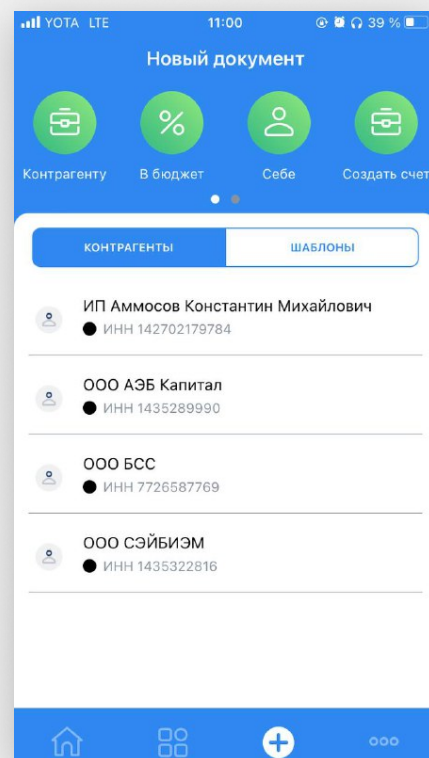 YOTA LTE 11:00 39 %
Новый документ
Контрагенту В бюджет Себе Создать счет
КОНТРАГЕНТЫ ШАБЛОНЫ
ИП Аммосов Константин Михайлович
ИНН 142702179784
ООО АЭБ Капитал
ИНН 1435289990
ООО БСС
ИНН 7726587769
ООО СЭЙБИЭМ
ИНН 1435322816